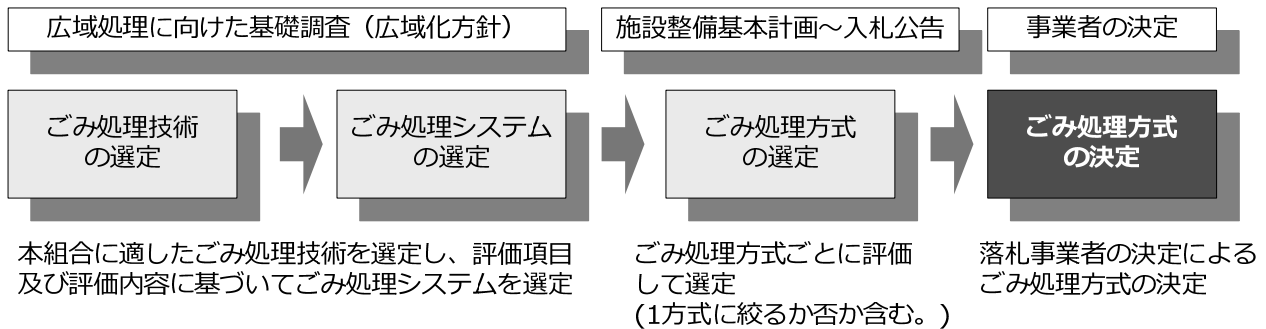 広域処理に向けた基礎調査（広域化方針）
施設整備基本計画～入札公告
事業者の決定
ごみ処理技術
の選定
ごみ処理システム
の選定
ごみ処理方式
の選定
ごみ処理方式
の決定
本組合に適したごみ処理技術を選定し、評価項目
及び評価内容に基づいてごみ処理システムを選定
ごみ処理方式ごとに評価
して選定
(1方式に絞るか否か含む。)
落札事業者の決定による
ごみ処理方式の決定